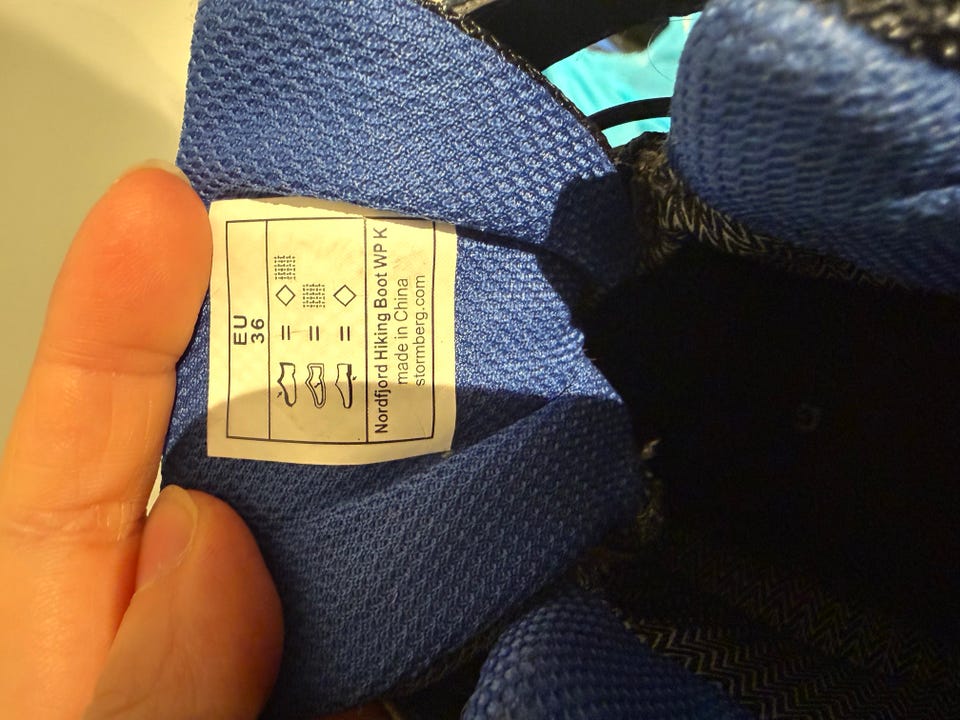 EU
36
=
=
=
Nordfjord Hiking Boot WP K
made in China
stormberg.com